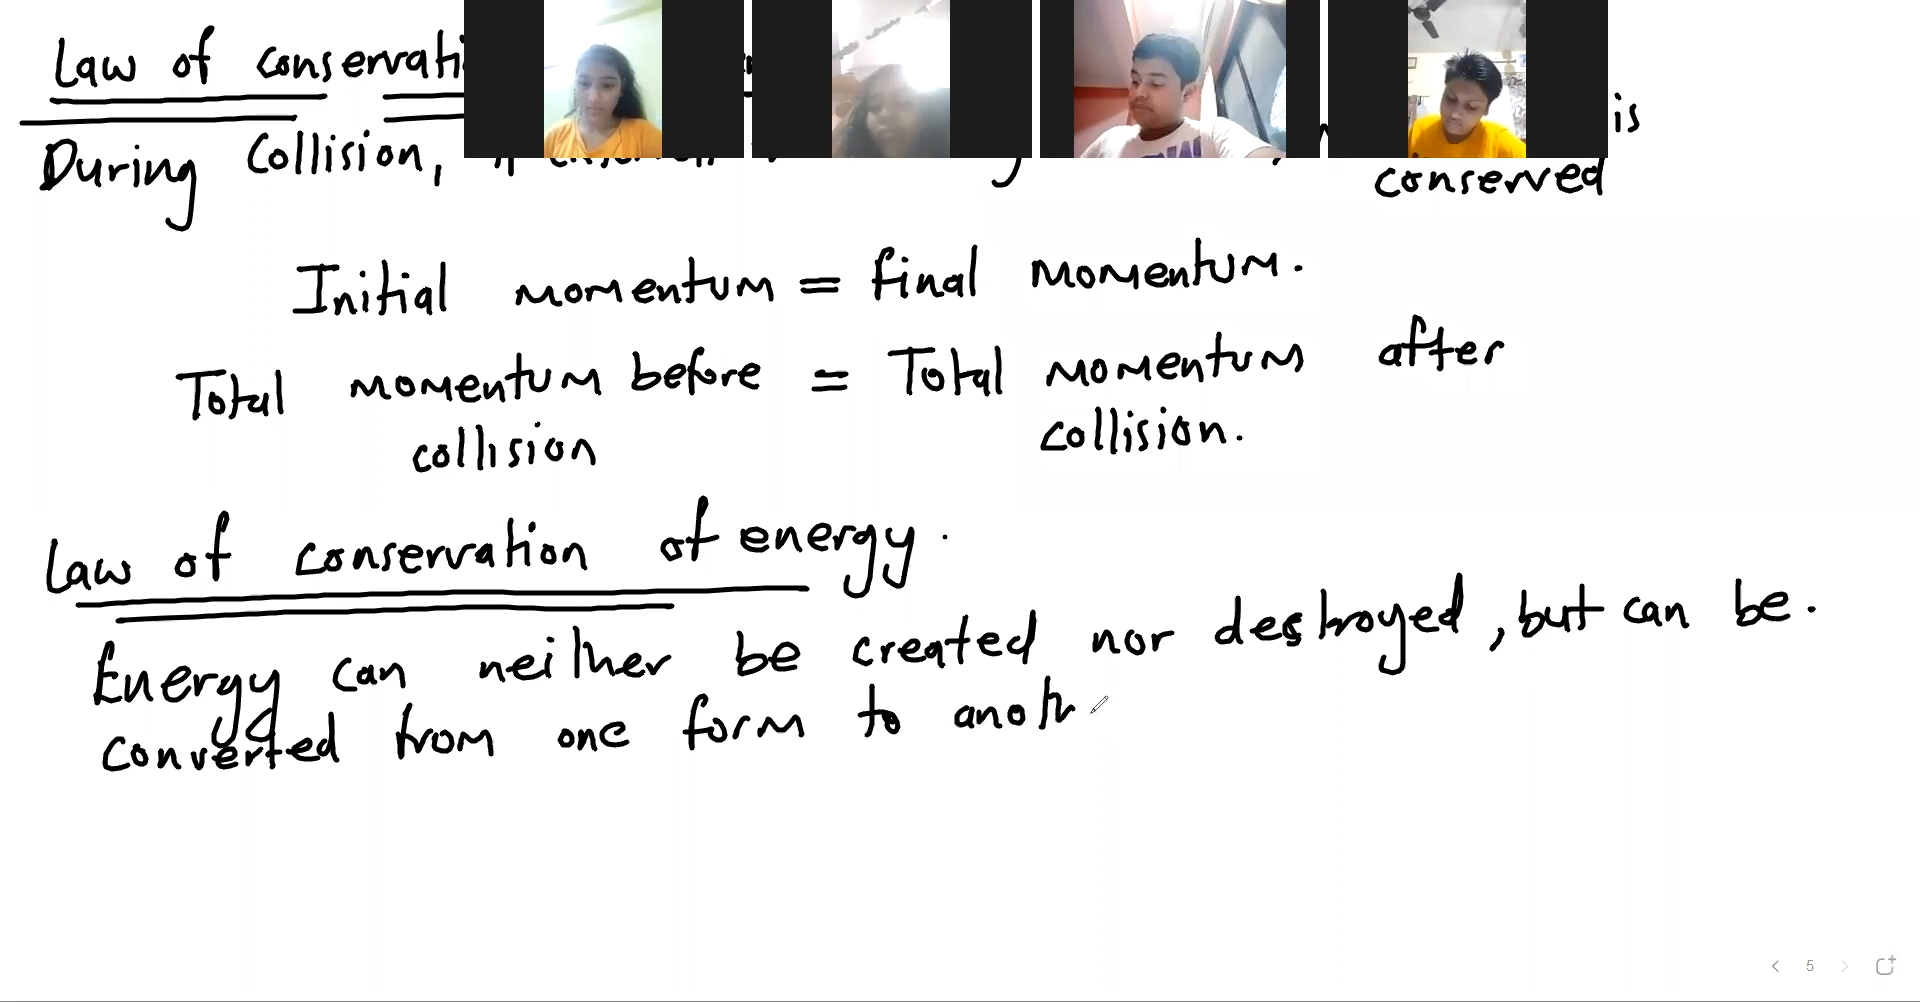 Law of conservati
During Collision, is
conserved
Initial momentum = final momentum.
Total momentum before = Total momentum after
collision collision.
Law of conservation of energy.
Energy can neither be created nor destroyed, but can be.
converted from one form to anoth
5